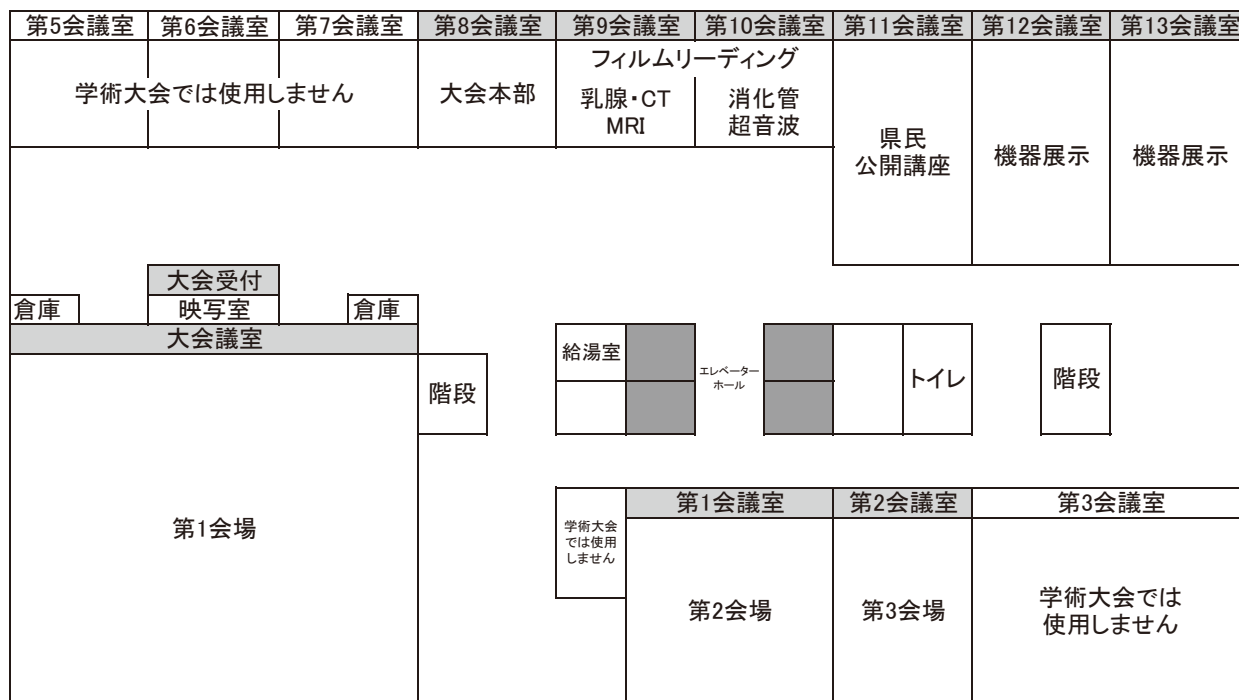 第5会議室 第6会議室 第7会議室 第8会議室 第9会議室 第10会議室 第11会議室 第12会議室 第13会議室
学術大会では使用しません
大会本部
フィルムリーディング
乳腺・CT
MRI
消化管
超音波
県民
公開講座
機器展示
機器展示
大会受付
倉庫
映写室
倉庫
大会議室
階段
給湯室
エレベーター
ホール
トイレ
階段
第1会場
学術大会
では使用
しません
第1会議室
第2会議室
第3会議室
第2会場
第3会場
学術大会では
使用しません